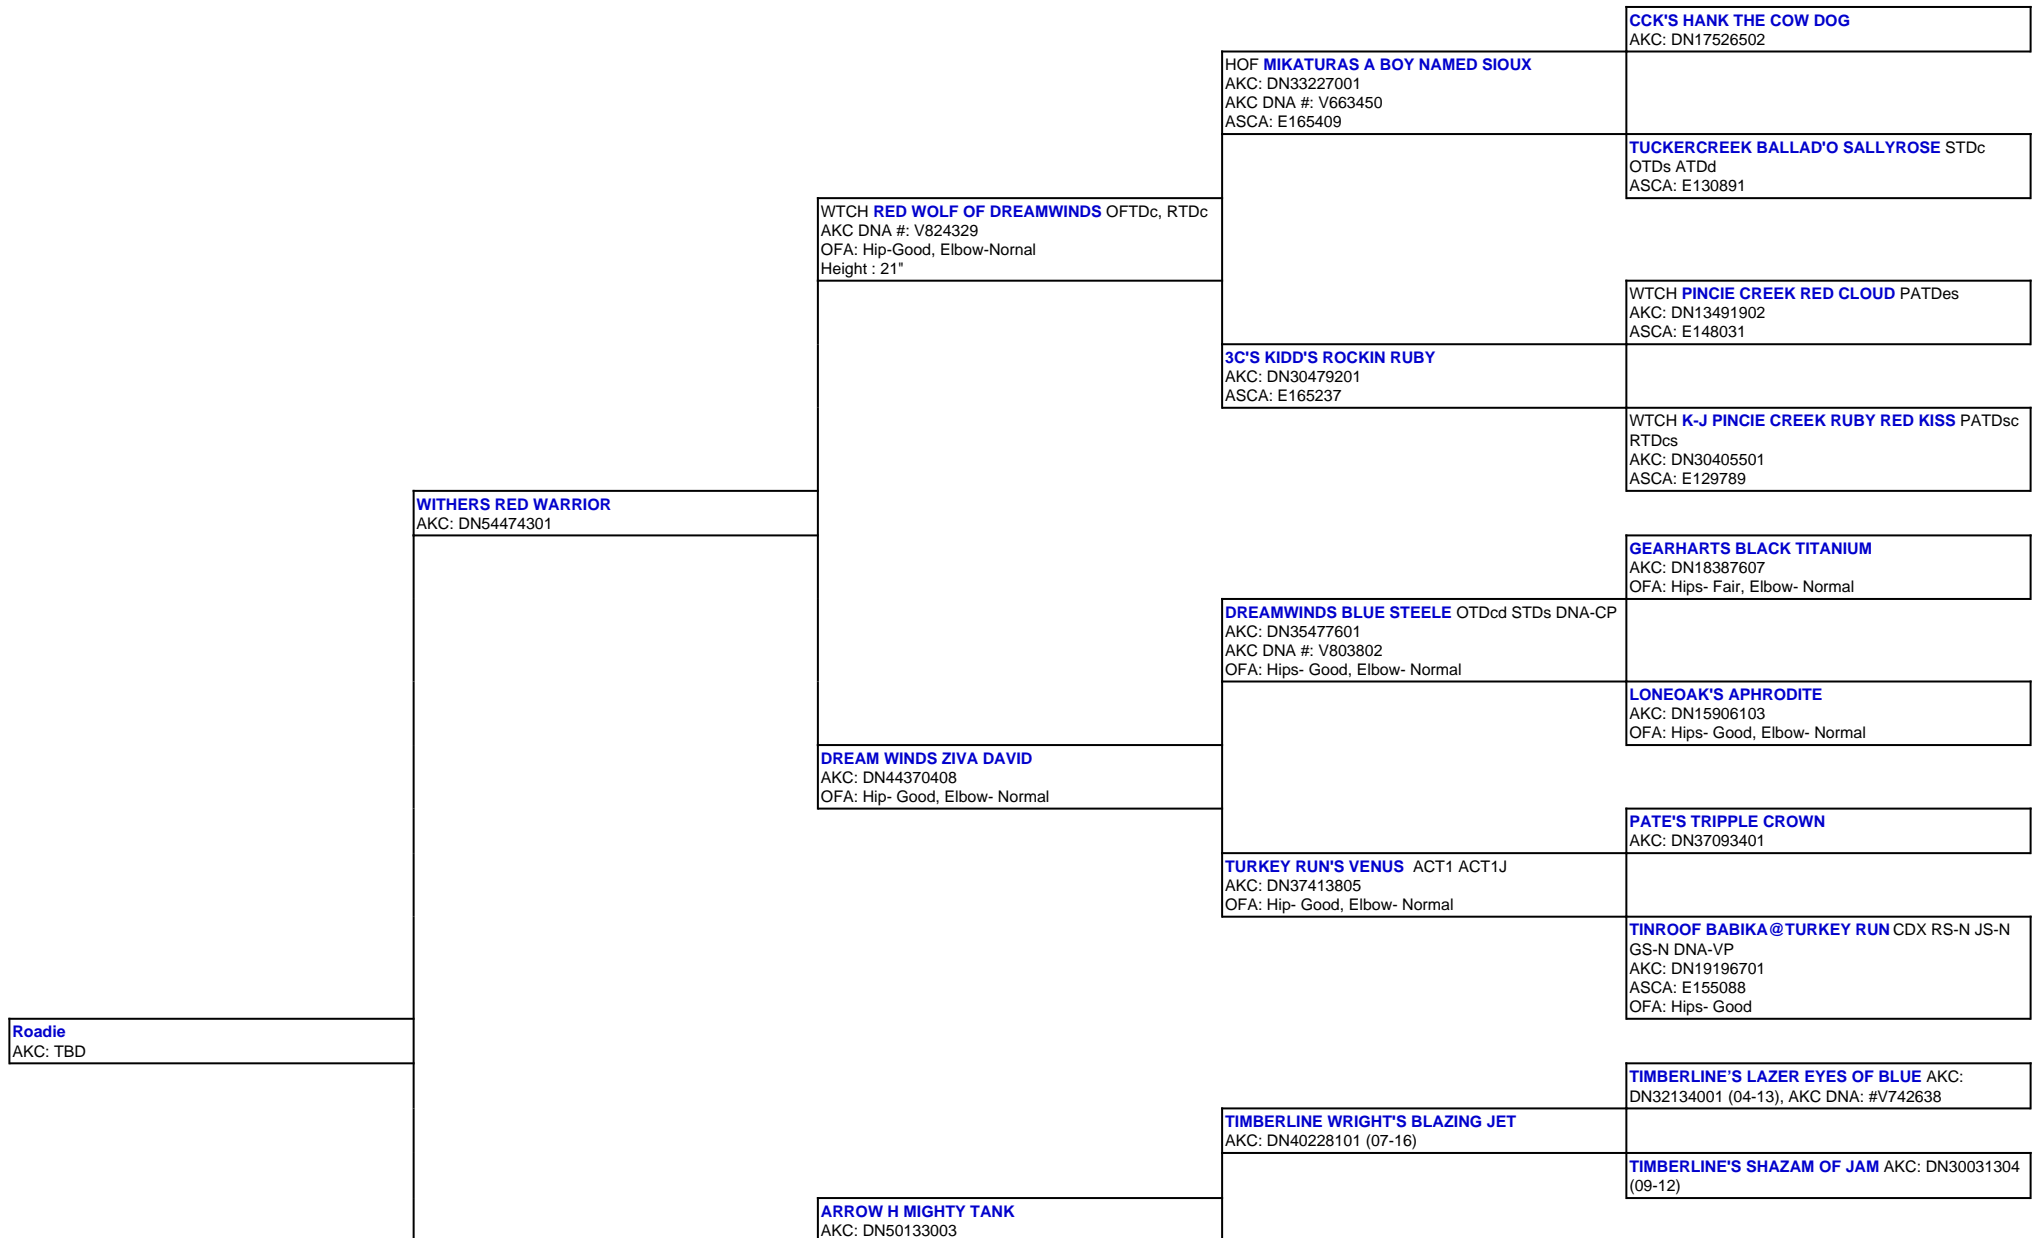 CCK'S HANK THE COW DOG
AKC: DN17526502
HOF MIKATURAS A BOY NAMED SIOUX
AKC: DN33227001
AKC DNA #: V663450
ASCA: E165409
TUCKERCREEK BALLAD'O SALLYROSE STDc
OTDs ATDd
ASCA: E130891
WTCH RED WOLF OF DREAMWINDS OFTDc, RTDc
AKC DNA #: V824329
OFA: Hip-Good, Elbow-Nornal
Height : 21"
WTCH PINCIE CREEK RED CLOUD PATDes
AKC: DN13491902
ASCA: E148031
3C'S KIDD'S ROCKIN RUBY
AKC: DN30479201
ASCA: E165237
WTCH K-J PINCIE CREEK RUBY RED KISS PATDsc
RTDcs
AKC: DN30405501
ASCA: E129789
WITHERS RED WARRIOR
AKC: DN54474301
GEARHARTS BLACK TITANIUM
AKC: DN18387607
OFA: Hips- Fair, Elbow- Normal
DREAMWINDS BLUE STEELE OTDcd STDs DNA-CP
AKC: DN35477601
AKC DNA #: V803802
OFA: Hips- Good, Elbow- Normal
LONEOAK'S APHRODITE
AKC: DN15906103
OFA: Hips- Good, Elbow- Normal
DREAM WINDS ZIVA DAVID
AKC: DN44370408
OFA: Hip- Good, Elbow- Normal
PATE'S TRIPPLE CROWN
AKC: DN37093401
TURKEY RUN'S VENUS ACT1 ACT1J
AKC: DN37413805
OFA: Hip- Good, Elbow- Normal
TINROOF BABIKA@TURKEY RUN CDX RS-N JS-N
GS-N DNA-VP
AKC: DN19196701
ASCA: E155088
OFA: Hips- Good
Roadie
AKC: TBD
TIMBERLINE’S LAZER EYES OF BLUE AKC:
DN32134001 (04-13), AKC DNA: #V742638
TIMBERLINE WRIGHT'S BLAZING JET
AKC: DN40228101 (07-16)
TIMBERLINE'S SHAZAM OF JAM AKC: DN30031304
(09-12)
ARROW H MIGHTY TANK
AKC: DN50133003